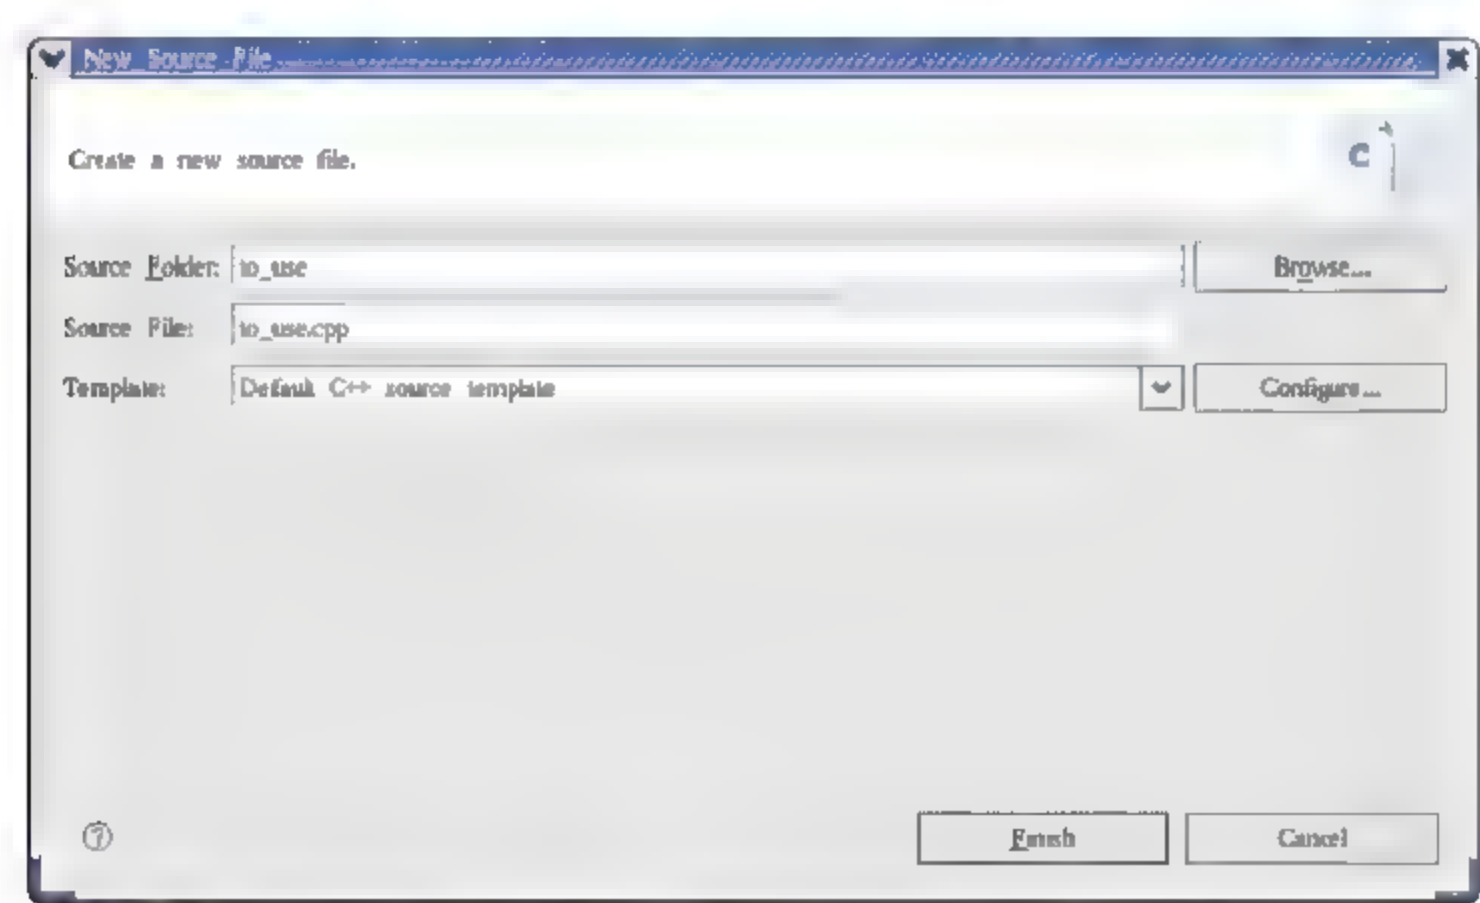 New Source File
Create a new source file.
C
Source Folder: to_use Browse...
Source File: to_use.cpp
Template: Default C++ source template Configure...
? Finish Cancel